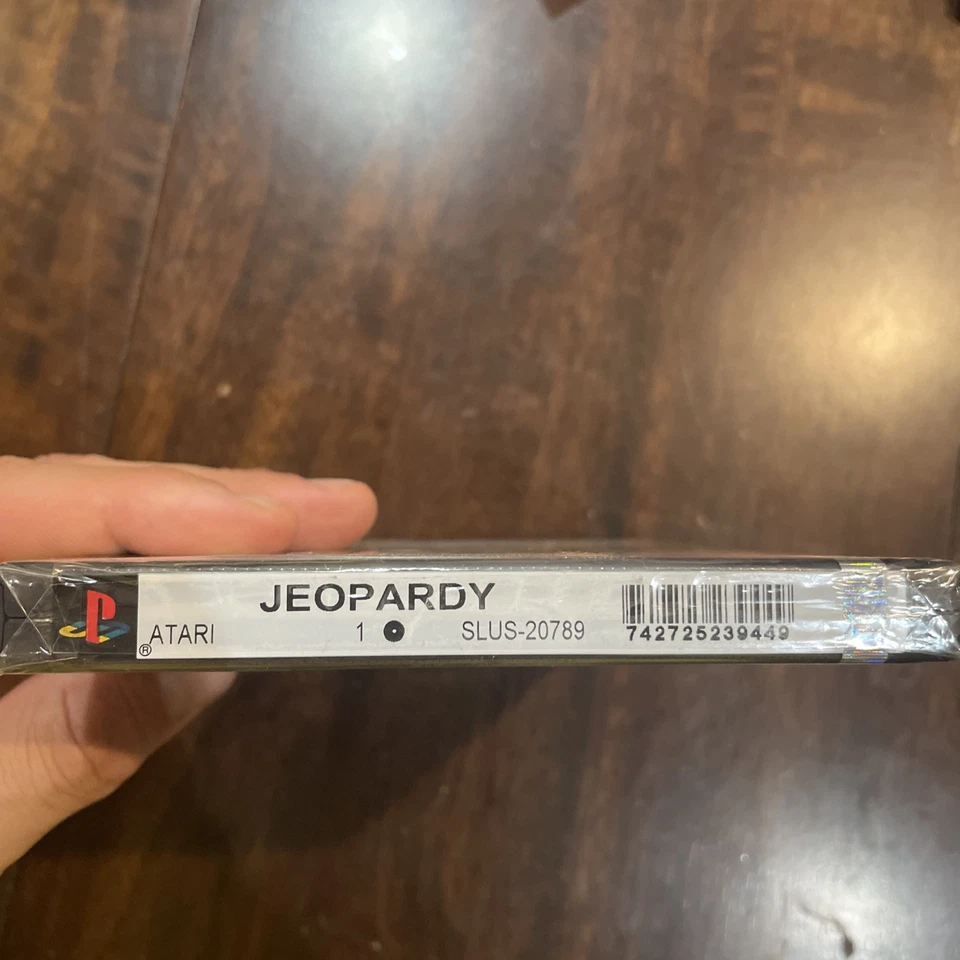 JEOPARDY
® ATARI 1 SLUS-20789
742725239449